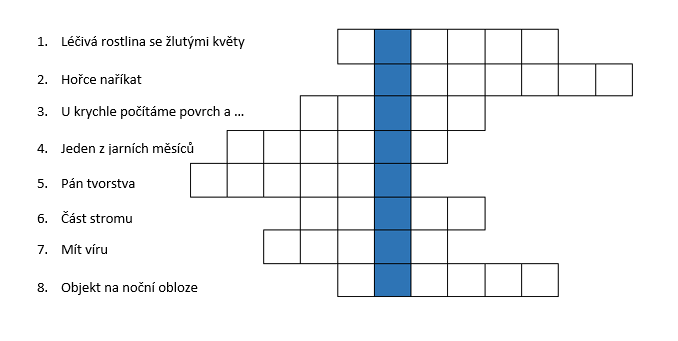 1. Léčivá rostlina se žlutými květy
2. Hořce naříkat
3. U krychle počítáme povrch a ...
4. Jeden z jarních měsíců
5. Pán tvorstva
6. Část stromu
7. Mít víru
8. Objekt na noční obloze